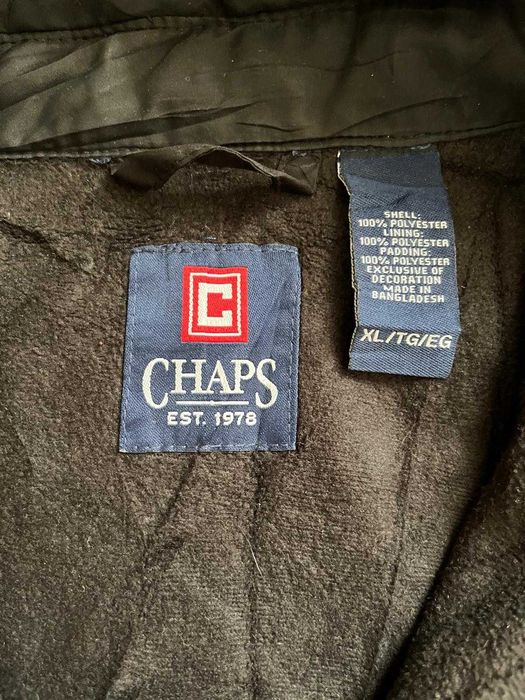 C
CHAPS
EST. 1978
SHELL:
100% POLYESTER
LINING:
100% POLYESTER
PADDING:
100% POLYESTER
EXCLUSIVE OF
DECORATION
MADE IN
BANGLADESH
XL/TG/EG